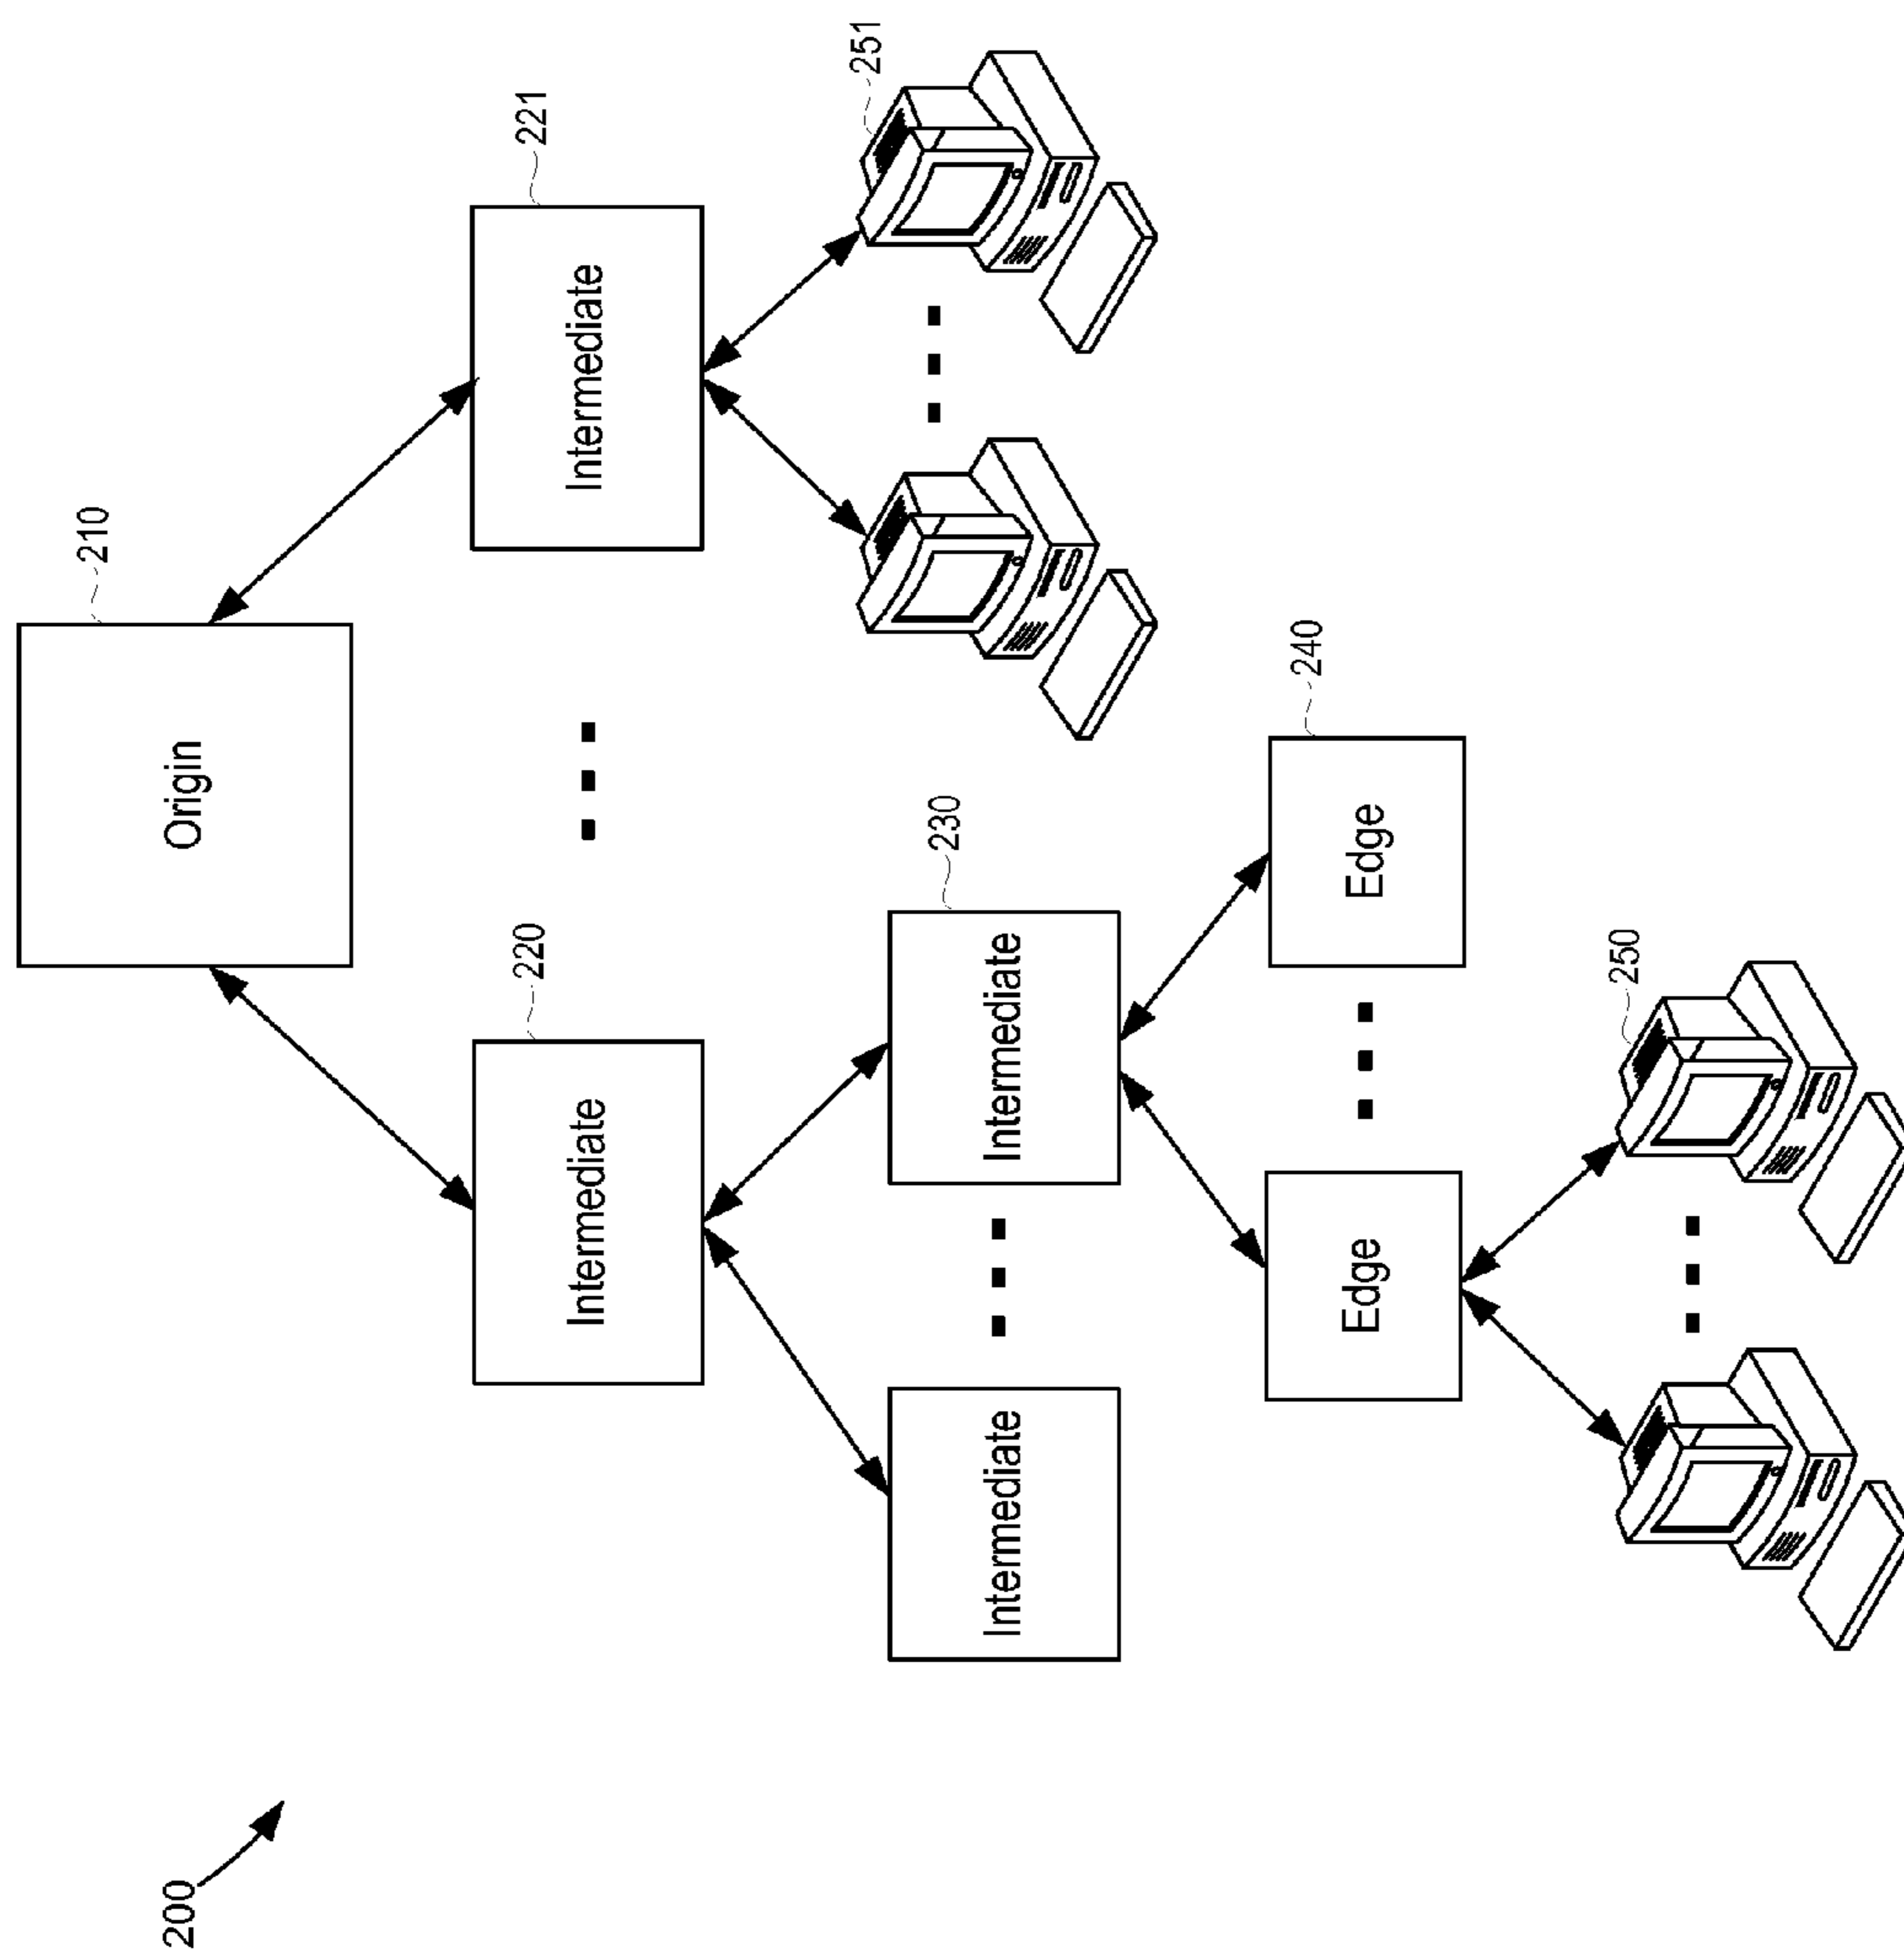 200
210
Origin
220
Intermediate
221
Intermediate
Intermediate
230
Intermediate
251
Edge
240
Edge
250